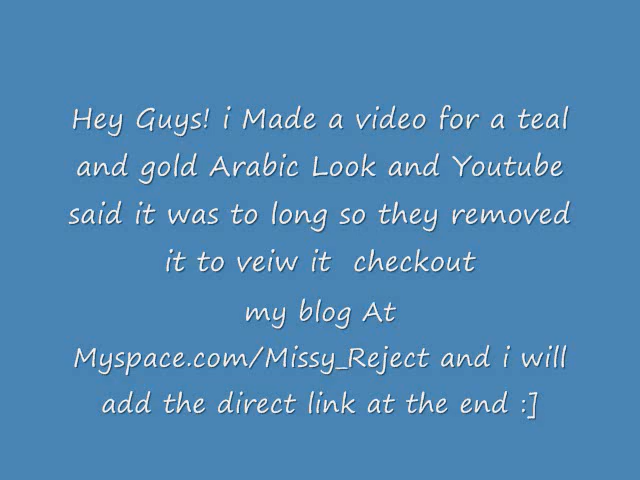 Hey Guys! i Made a video for a teal
and gold Arabic Look and Youtube
said it was to long so they removed
it to veiw it  checkout
my blog At
Myspace.com/Missy_Reject and i will
add the direct link at the end :]